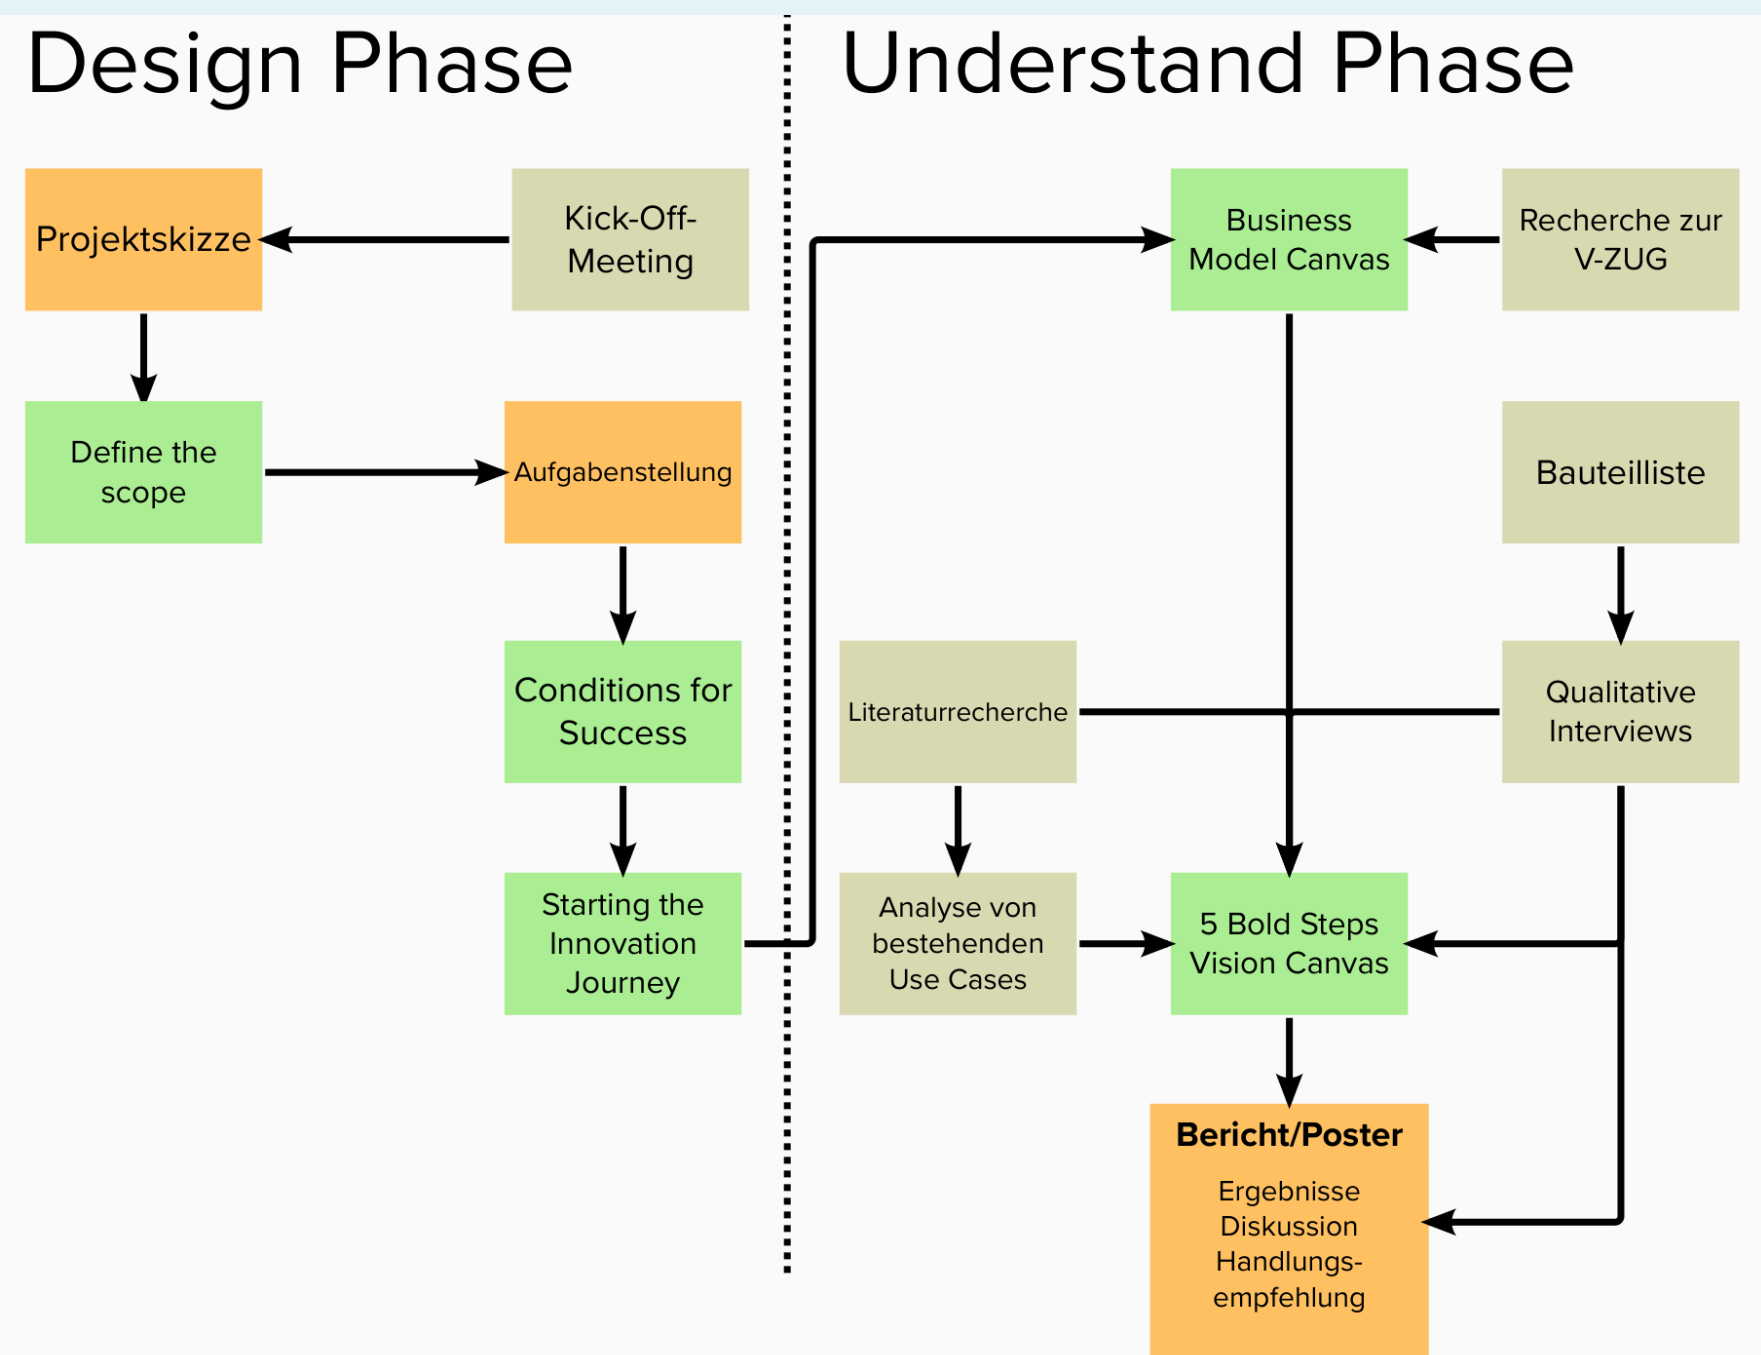 Design Phase
Understand Phase
Projektskizze
Kick-Off-
Meeting
Define the
scope
Aufgabenstellung
Conditions for
Success
Starting the
Innovation
Journey
Business
Model Canvas
Recherche zur
V-ZUG
Bauteilliste
Literaturrecherche
Qualitative
Interviews
Analyse von
bestehenden
Use Cases
5 Bold Steps
Vision Canvas
Bericht/Poster
Ergebnisse
Diskussion
Handlungs-
empfehlung